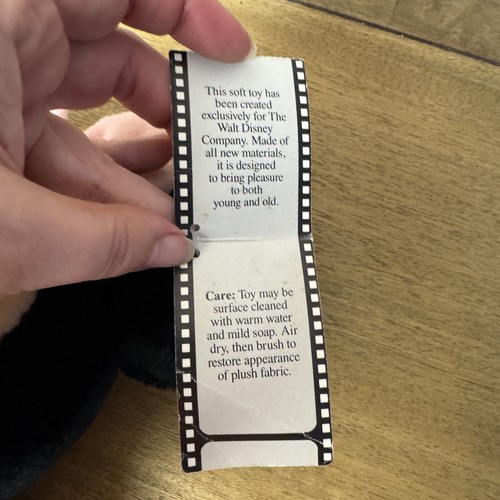 This soft toy has
been created
exclusively for The
Walt Disney
Company. Made of
all new materials,
it is designed
to bring pleasure
to both
young and old.
Care: Toy may be
surface cleaned
with warm water
and mild soap. Air
dry, then brush to
restore appearance
of plush fabric.